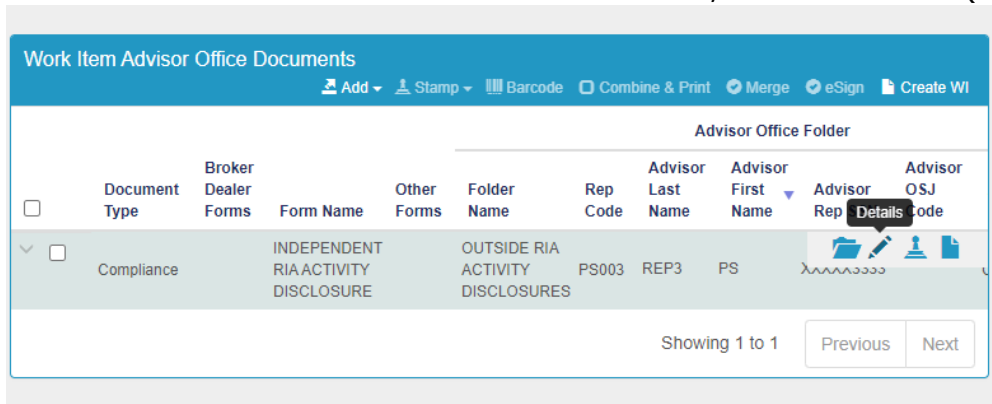 Work Item Advisor Office Documents
Add Stamp Barcode Combine & Print Merge eSign Create WI
Advisor Office Folder
Document Type
Broker Dealer Forms
Form Name
Other Forms
Folder Name
Rep Code
Advisor Last Name
Advisor First Name
Advisor Rep
Advisor OSJ Code
Details
Compliance
INDEPENDENT RIA ACTIVITY DISCLOSURE
OUTSIDE RIA ACTIVITY DISCLOSURES
PS003
REP3
PS
XXXXX3333
Showing 1 to 1
Previous
Next